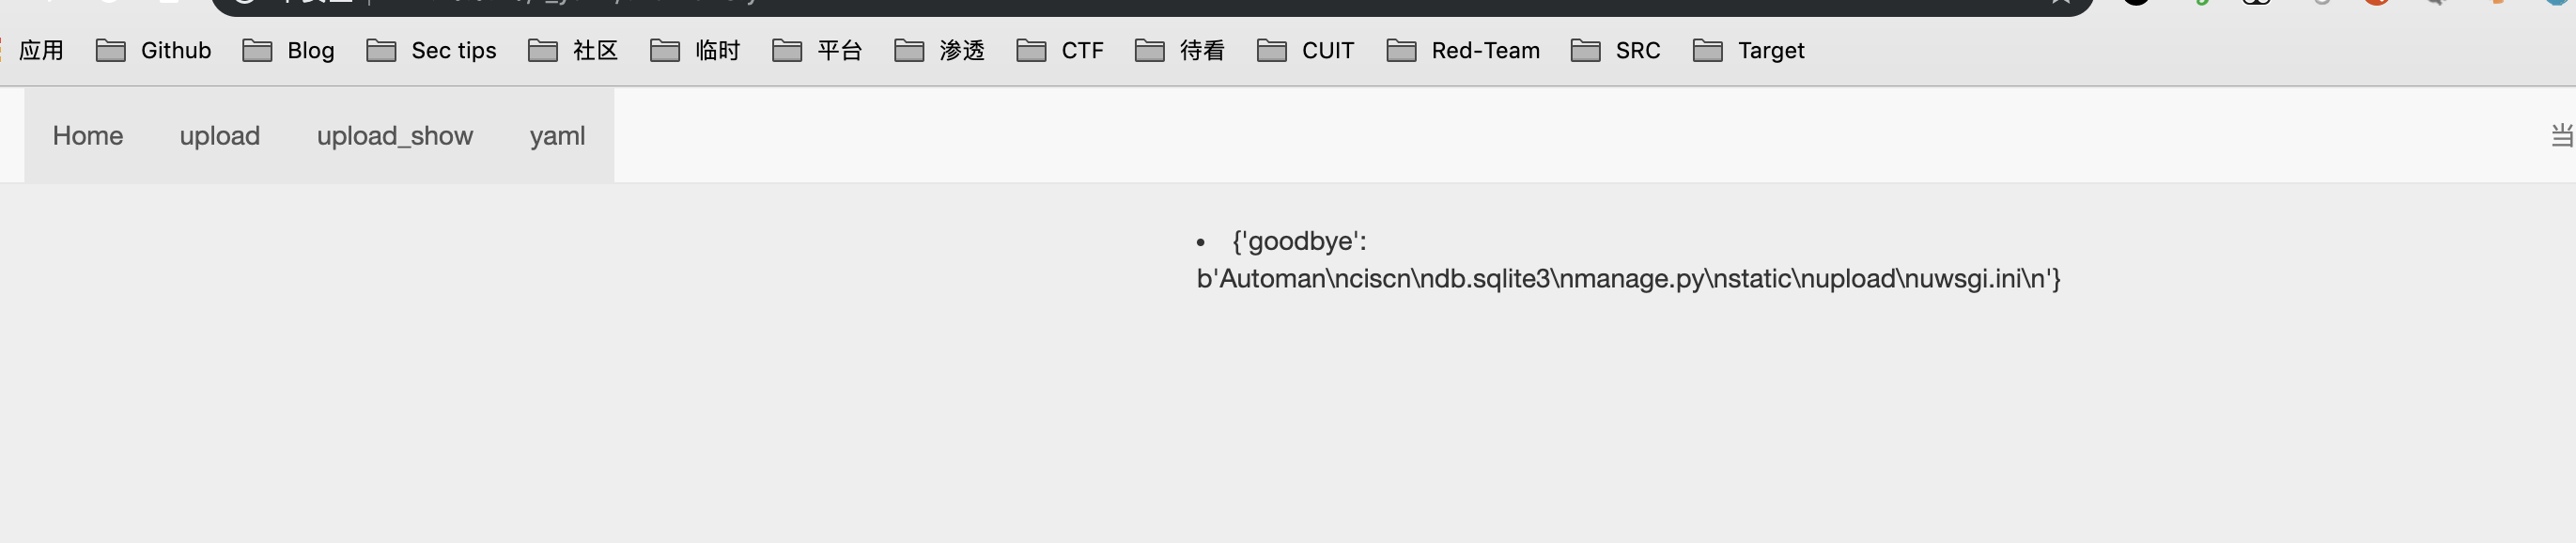 应用 Github Blog Sec tips 社区 临时 平台 渗透 CTF 待看 CUIT Red-Team SRC Target
Home upload upload_show yaml 当
• {'goodbye':
b'Automan\nciscn\ndb.sqlite3\nmanage.py\nstatic\nupload\nuwsgi.ini\n'}